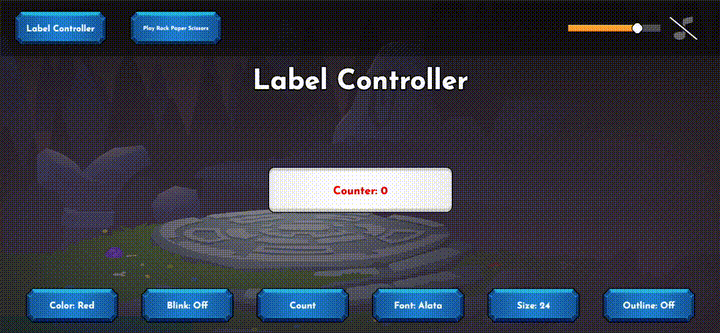 Label Controller
Play Rock Paper Scissors
Label Controller
Counter: 0
Color: Red
Blink: Off
Count
Font: Alata
Size: 24
Outline: Off